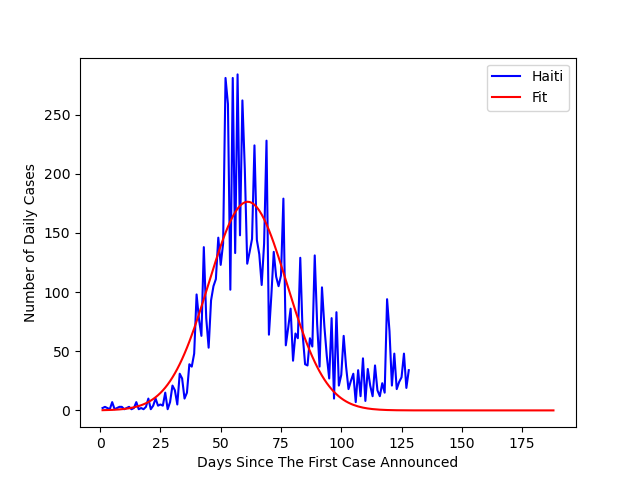 Haiti
Fit
250
200
150
100
50
0
Number of Daily Cases
0 25 50 75 100 125 150 175
Days Since The First Case Announced